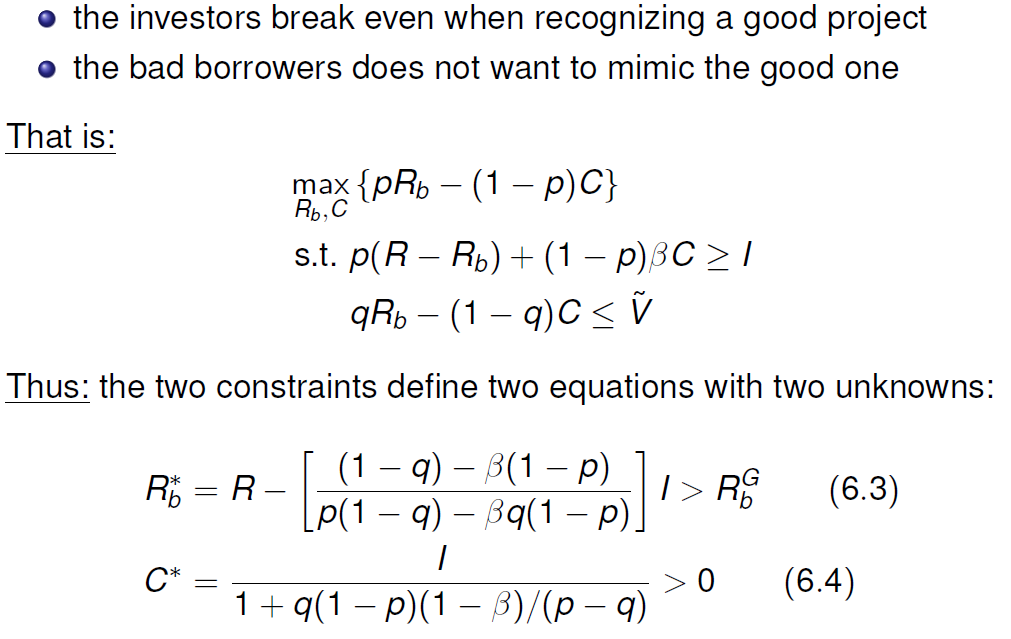 the investors break even when recognizing a good project
the bad borrowers does not want to mimic the good one
That is:
max {pR_b − (1 − p)C}
R_b,C
s.t. p(R − R_b) + (1 − p)βC ≥ I
qR_b − (1 − q)C ≤ Ṽ
Thus: the two constraints define two equations with two unknowns:
R_b^* = R − [((1 − q) − β(1 − p)) / (p(1 − q) − βq(1 − p))] I > R_b^G (6.3)
C^* = I / (1 + q(1 − p)(1 − β)/(p − q)) > 0 (6.4)